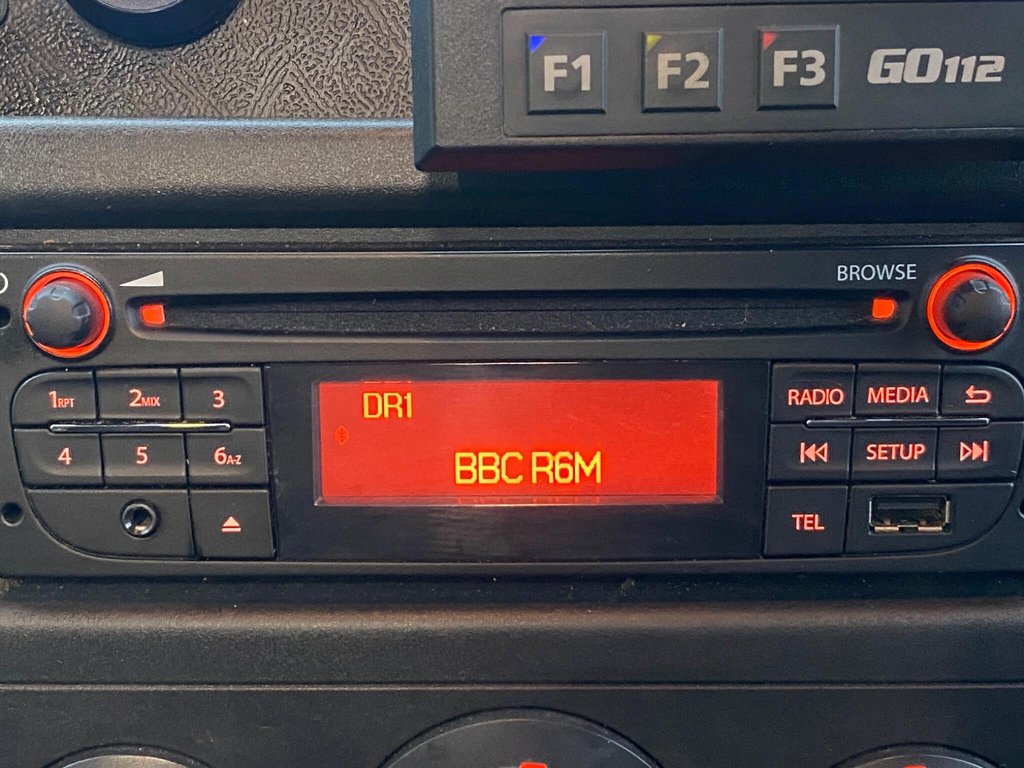 F1 F2 F3 GO112
BROWSE
1RPT 2MIX 3
DR1
RADIO MEDIA
4 5 6A-Z
BBC R6M
SETUP
TEL